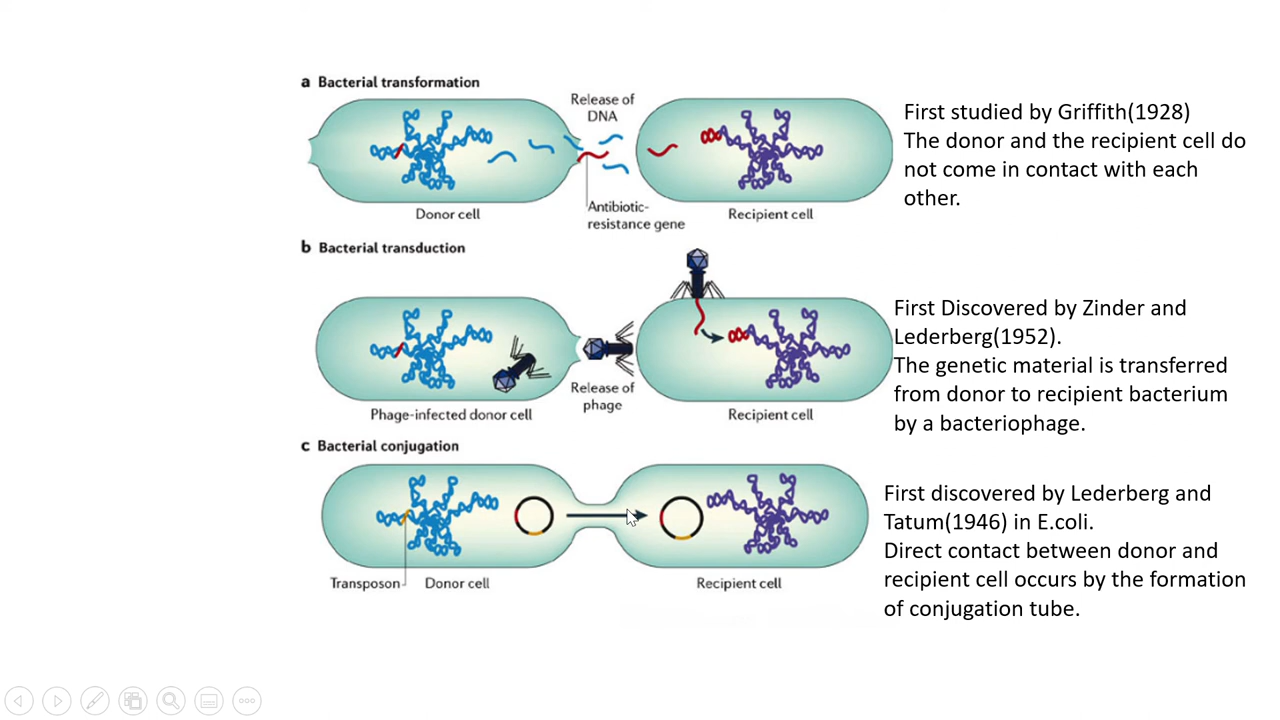 a Bacterial transformation
Release of
DNA
Donor cell
Antibiotic-
resistance gene
Recipient cell
First studied by Griffith(1928)
The donor and the recipient cell do
not come in contact with each
other.
b Bacterial transduction
Phage-infected donor cell
Release of
phage
Recipient cell
First Discovered by Zinder and
Lederberg(1952).
The genetic material is transferred
from donor to recipient bacterium
by a bacteriophage.
c Bacterial conjugation
Transposon
Donor cell
Recipient cell
First discovered by Lederberg and
Tatum(1946) in E.coli.
Direct contact between donor and
recipient cell occurs by the formation
of conjugation tube.